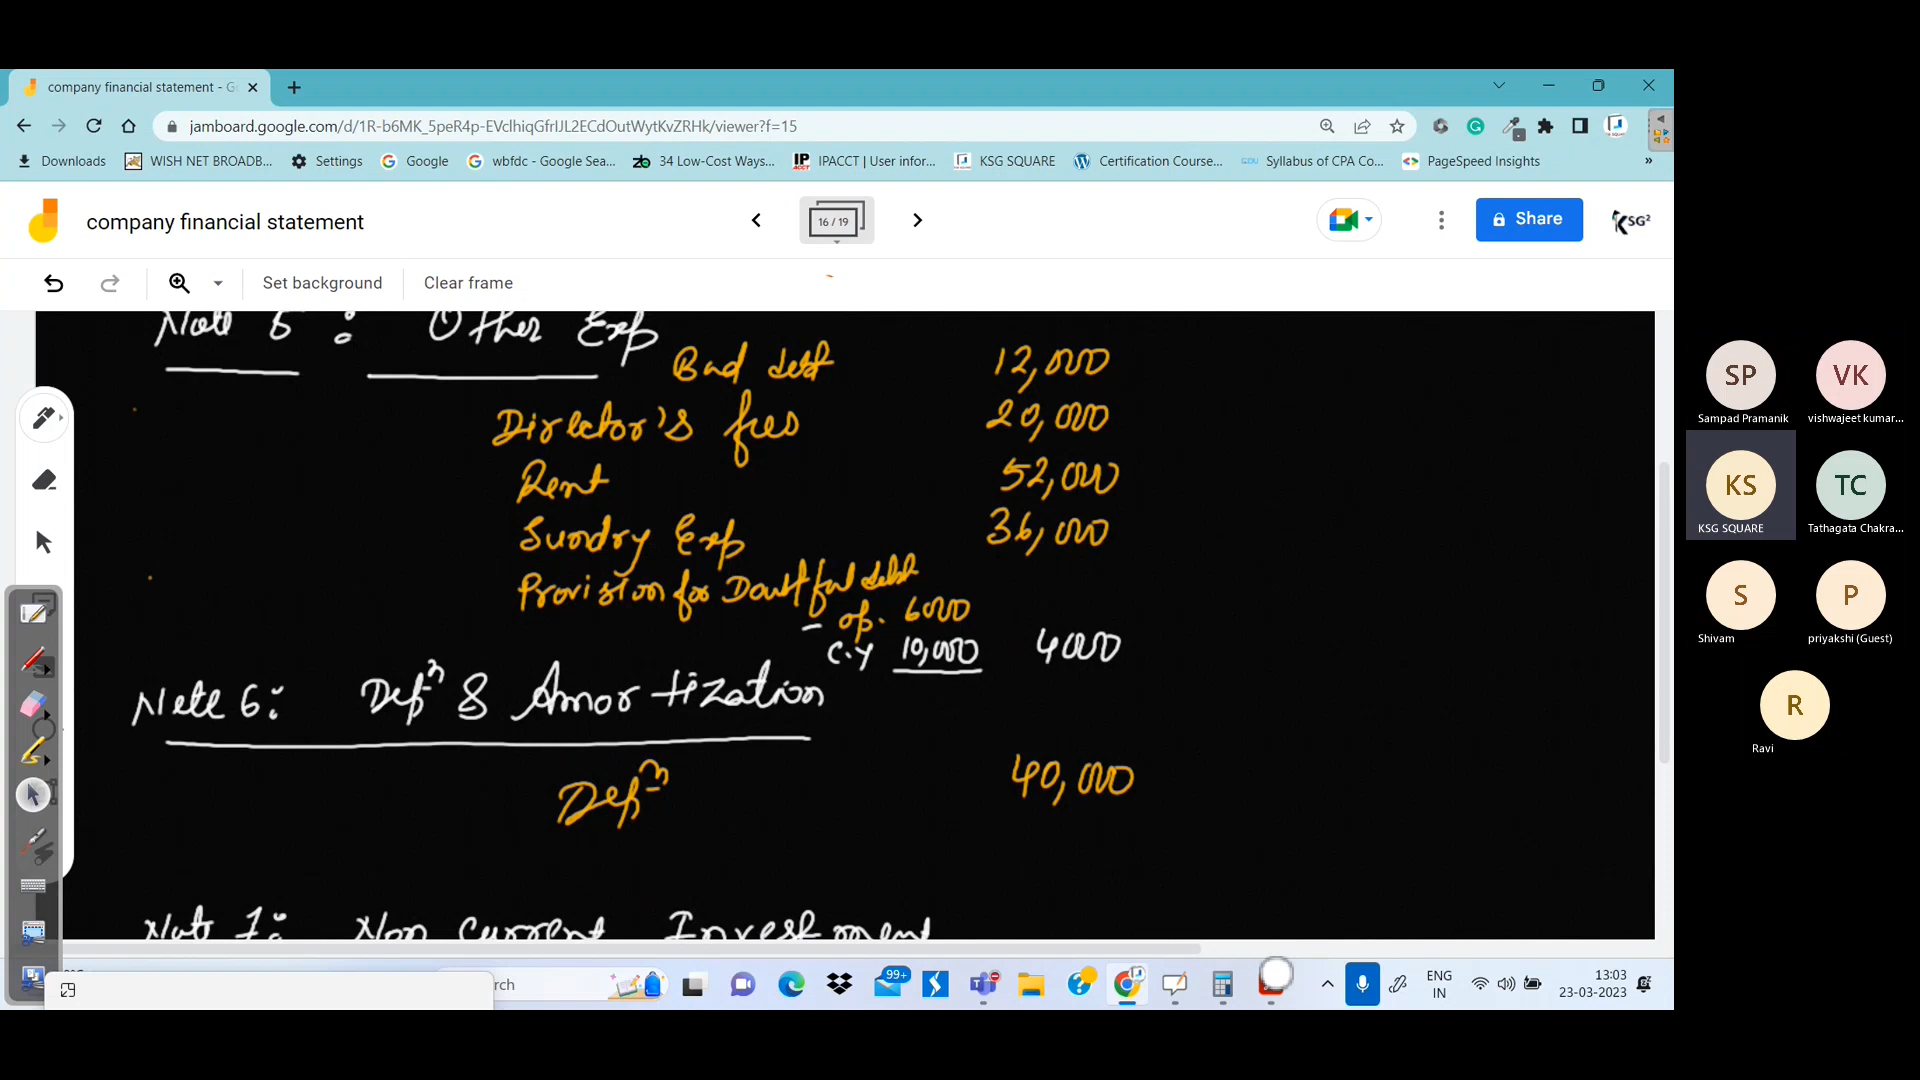 company financial statement - G
jamboard.google.com/d/1R-b6MK_5peR4p-EVclhiqGfrIJL2ECdOutWytKvZRHk/viewer?f=15
Downloads WISH NET BROADB... Settings Google wbfdc - Google Sea... 34 Low-Cost Ways... IPACCT | User infor... KSG SQUARE Certification Course... Syllabus of CPA Co... PageSpeed Insights »
company financial statement 16 / 19 Share KSG²
Set background Clear frame
Note 5 : Other Exp
Bad debt 12,000
Director's fees 20,000
Rent 52,000
Sundry Exp 36,000
Provision for Doubtful debt
op. 6000
C.Y 10,000 4000
Note 6: Depn & Amortization
Depn 40,000
Note 7: Non Current Investment
rch 99+ ENG
IN 13:03
23-03-2023
SP VK
Sampad Pramanik vishwajeet kumar...
KS TC
KSG SQUARE Tathagata Chakra...
S P
Shivam priyakshi (Guest)
R
Ravi